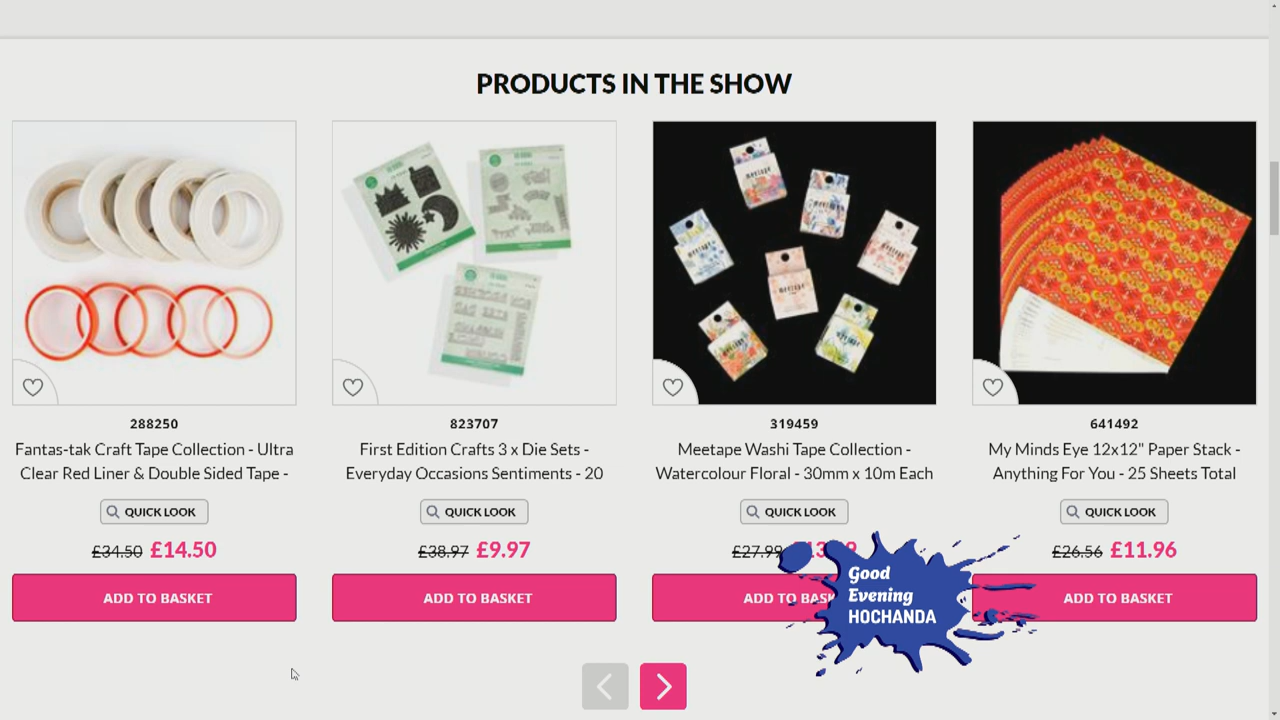 PRODUCTS IN THE SHOW
meetape
288250
823707
319459
641492
Fantas-tak Craft Tape Collection - Ultra
Clear Red Liner & Double Sided Tape -
First Edition Crafts 3 x Die Sets -
Everyday Occasions Sentiments - 20
Meetape Washi Tape Collection -
Watercolour Floral - 30mm x 10m Each
My Minds Eye 12x12" Paper Stack -
Anything For You - 25 Sheets Total
QUICK LOOK
QUICK LOOK
QUICK LOOK
QUICK LOOK
£34.50 £14.50
£38.97 £9.97
£27.99
£26.56 £11.96
ADD TO BASKET
ADD TO BASKET
ADD TO
ADD TO BASKET
Good
Evening
HOCHANDA